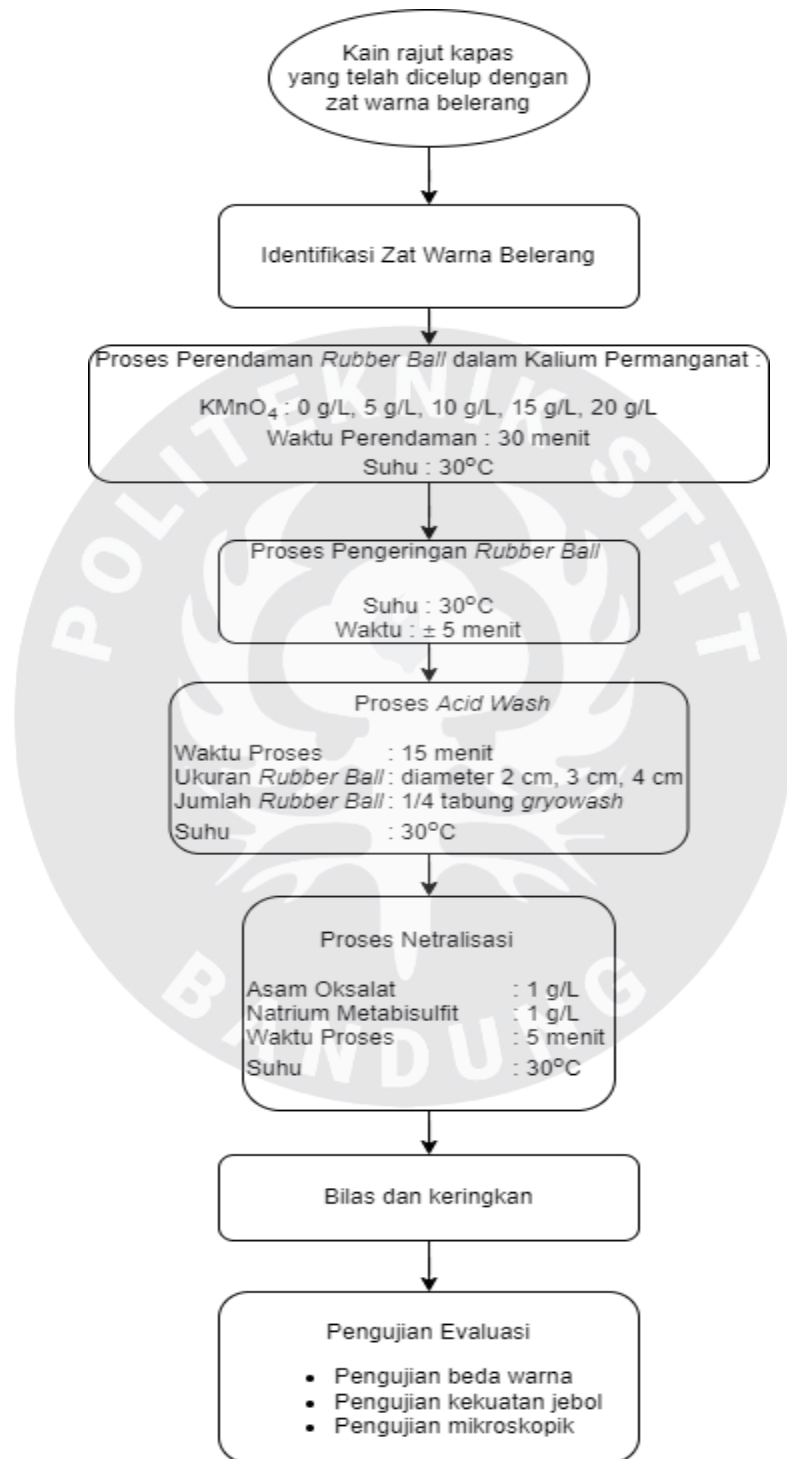 Kain rajut kapas
yang telah dicelup dengan
zat warna belerang
Identifikasi Zat Warna Belerang
Proses Perendaman Rubber Ball dalam Kalium Permanganat :
KMnO₄ : 0 g/L, 5 g/L, 10 g/L, 15 g/L, 20 g/L
Waktu Perendaman : 30 menit
Suhu : 30°C
Proses Pengeringan Rubber Ball
Suhu : 30°C
Waktu : ± 5 menit
Proses Acid Wash
Waktu Proses : 15 menit
Ukuran Rubber Ball : diameter 2 cm, 3 cm, 4 cm
Jumlah Rubber Ball : 1/4 tabung gryowash
Suhu : 30°C
Proses Netralisasi
Asam Oksalat : 1 g/L
Natrium Metabisulfit : 1 g/L
Waktu Proses : 5 menit
Suhu : 30°C
Bilas dan keringkan
Pengujian Evaluasi
• Pengujian beda warna
• Pengujian kekuatan jebol
• Pengujian mikroskopik
POLITEKNIK STTT
BANDUNG